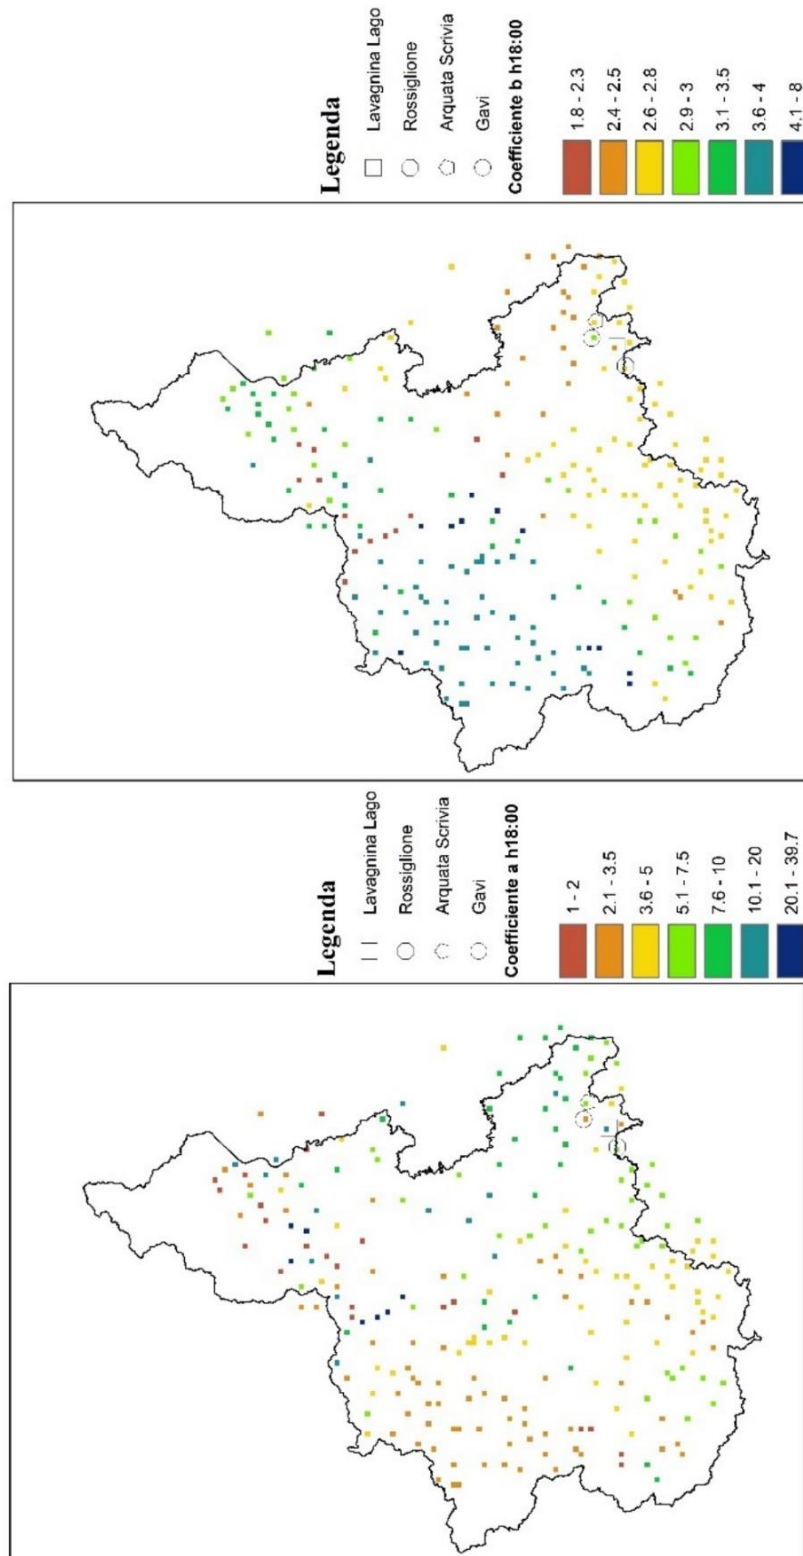 Legenda
Lavagnina Lago
Rossiglione
Arquata Scrivia
Gavi
Coefficiente a h18:00
1 - 2
2.1 - 3.5
3.6 - 5
5.1 - 7.5
7.6 - 10
10.1 - 20
20.1 - 39.7
Legenda
Lavagnina Lago
Rossiglione
Arquata Scrivia
Gavi
Coefficiente b h18:00
1.8 - 2.3
2.4 - 2.5
2.6 - 2.8
2.9 - 3
3.1 - 3.5
3.6 - 4
4.1 - 8